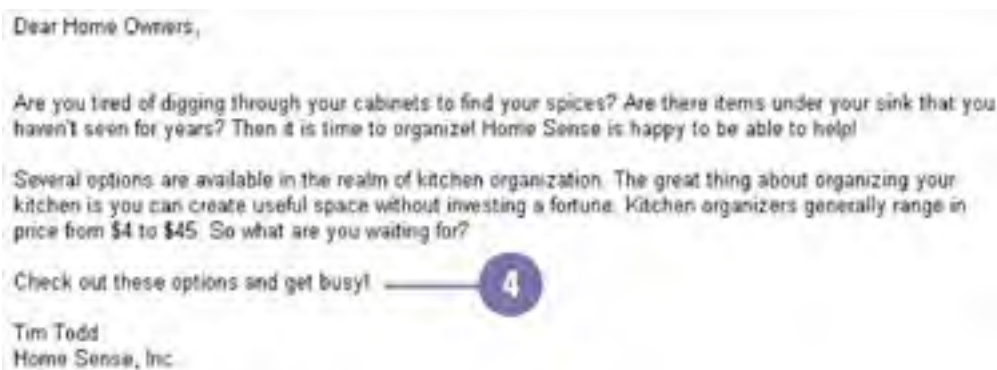 Dear Home Owners,
Are you tired of digging through your cabinets to find your spices? Are there items under your sink that you
haven't seen for years? Then it is time to organize! Home Sense is happy to be able to help!
Several options are available in the realm of kitchen organization. The great thing about organizing your
kitchen is you can create useful space without investing a fortune. Kitchen organizers generally range in
price from $4 to $45. So what are you waiting for?
Check out these options and get busy! 4
Tim Todd
Home Sense, Inc.